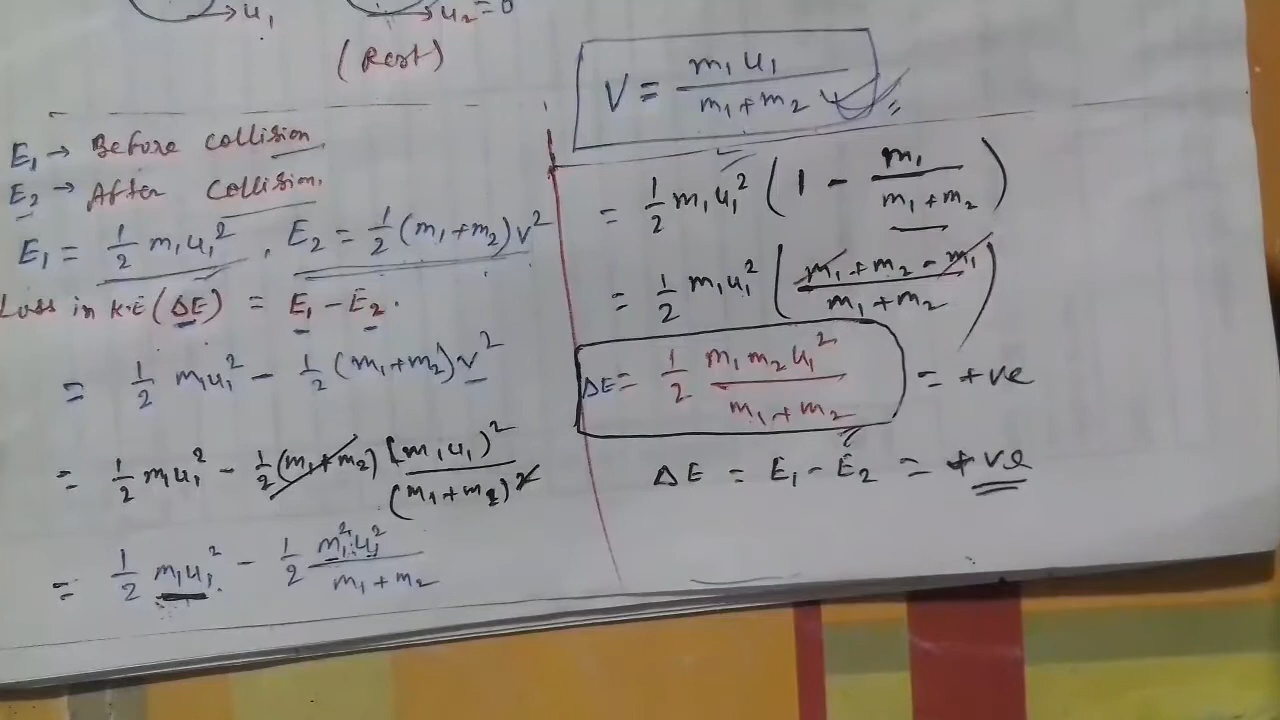 →u₁ →u₂=0
(Rest)
E₁ → Before collision
E₂ → After collision.
E₁ = 1/2 m₁u₁², E₂ = 1/2 (m₁+m₂)v²
Loss in K.E (ΔE) = E₁ - E₂.
= 1/2 m₁u₁² - 1/2 (m₁+m₂)v²
= 1/2 m₁u₁² - 1/2 (m₁+m₂) (m₁u₁)²/(m₁+m₂)²
= 1/2 m₁u₁² - 1/2 m₁²u₁²/m₁+m₂
V = m₁u₁/m₁+m₂
= 1/2 m₁u₁² (1 - m₁/m₁+m₂)
= 1/2 m₁u₁² (m₁+m₂-m₁/m₁+m₂)
ΔE = 1/2 m₁m₂u₁²/m₁+m₂ = +ve
ΔE = E₁ - E₂ = +ve